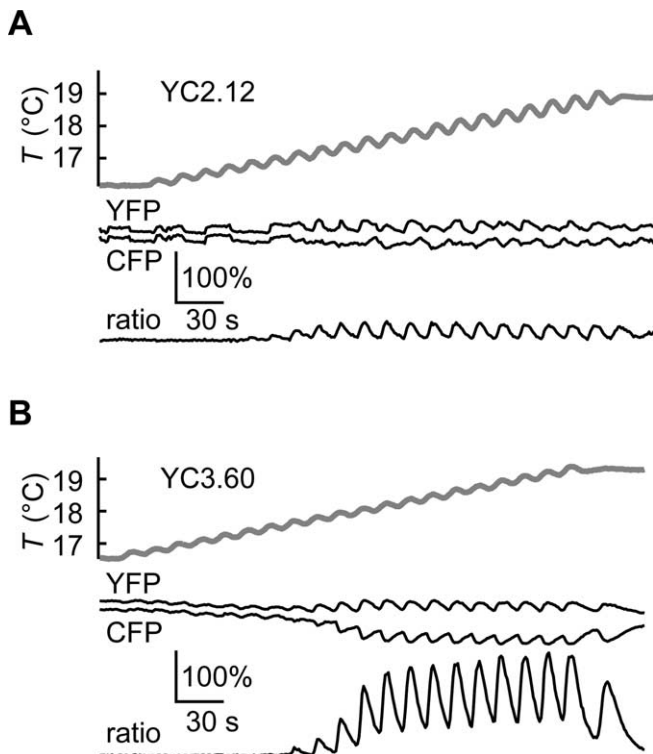 A
YC2.12
19
18
17
T (°C)
YFP
CFP
100%
30 s
ratio
B
YC3.60
19
18
17
T (°C)
YFP
CFP
100%
30 s
ratio